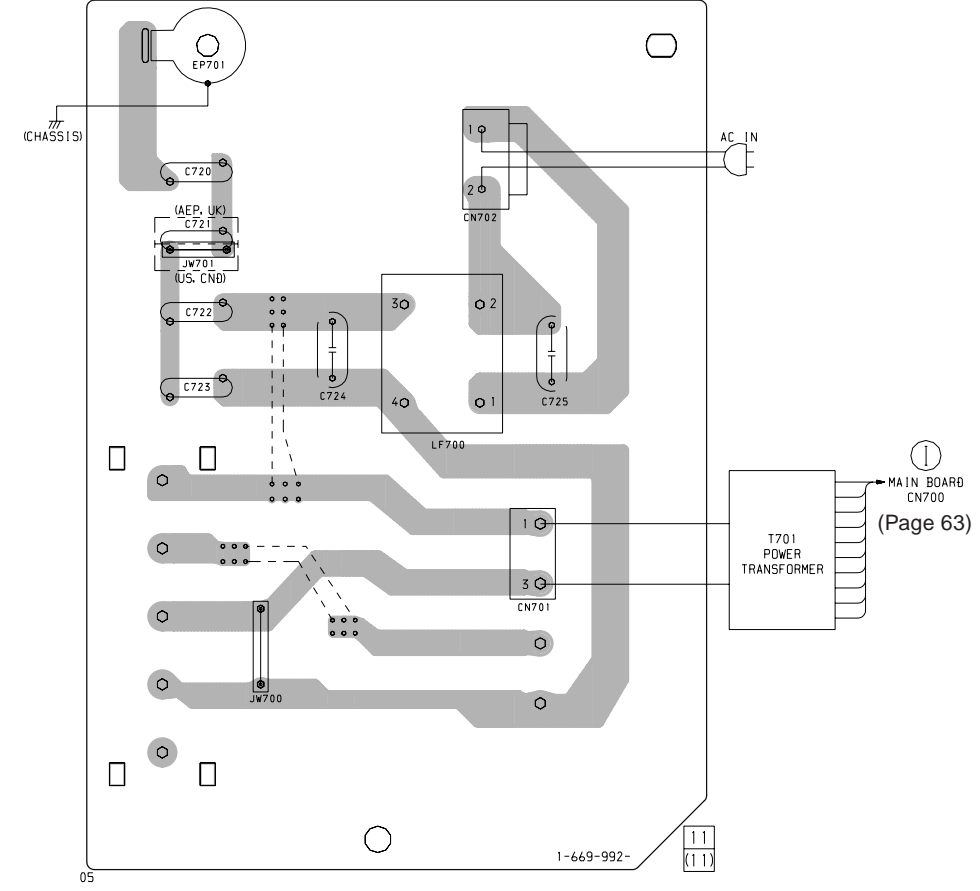 EP701
(CHASSIS)
1
AC IN
C720
2
(AEP, UK)
C721
CN702
JW701
(US, CND)
3
2
C722
C723
C724
4
1
C725
LF700
I
MAIN BOARD
CN700
(Page 63)
1
T701
POWER
TRANSFORMER
3
CN701
JW700
11
1-669-992-
(11)
05